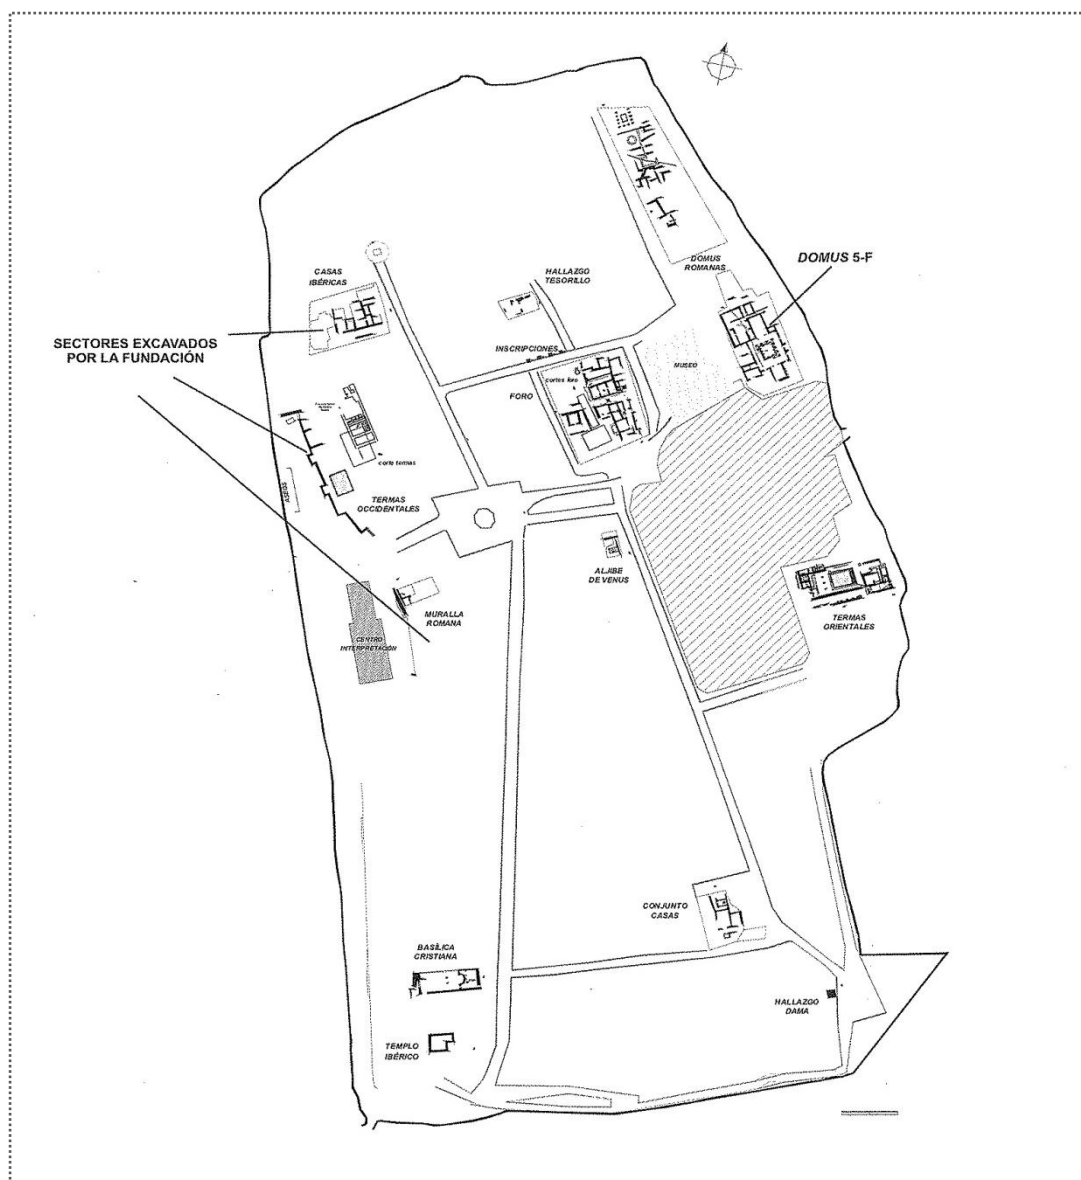 DOMUS
ROMANAS
DOMUS 5-F
CASAS
IBÉRICAS
HALLAZGO
TESORILLO
SECTORES EXCAVADOS
POR LA FUNDACIÓN
INSCRIPCIONES
cortes foro
MUSEO
FORO
corte termas
ASEOS
TERMAS
OCCIDENTALES
ALJIBE
DE VENUS
TERMAS
ORIENTALES
MURALLA
ROMANA
CENTRO
INTERPRETACIÓN
CONJUNTO
CASAS
BASÍLICA
CRISTIANA
HALLAZGO
DAMA
TEMPLO
IBÉRICO